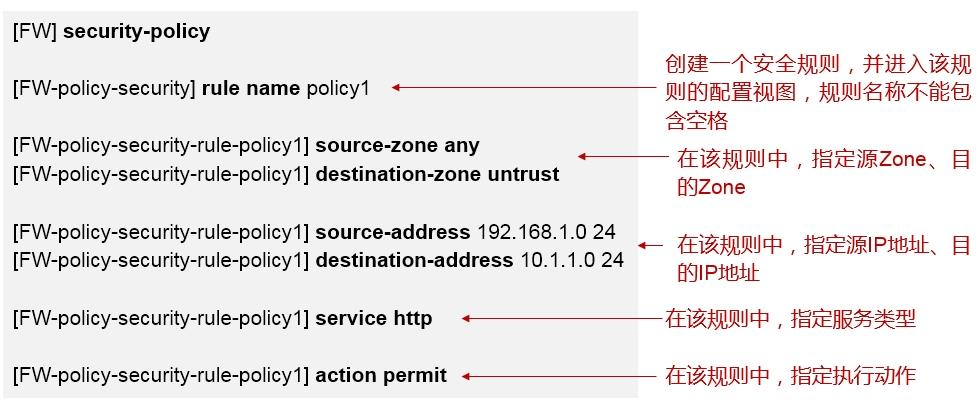 [FW] security-policy
[FW-policy-security] rule name policy1
创建一个安全规则，并进入该规
则的配置视图，规则名称不能包
含空格
[FW-policy-security-rule-policy1] source-zone any
[FW-policy-security-rule-policy1] destination-zone untrust
在该规则中，指定源Zone、目
的Zone
[FW-policy-security-rule-policy1] source-address 192.168.1.0 24
[FW-policy-security-rule-policy1] destination-address 10.1.1.0 24
在该规则中，指定源IP地址、目
的IP地址
[FW-policy-security-rule-policy1] service http
在该规则中，指定服务类型
[FW-policy-security-rule-policy1] action permit
在该规则中，指定执行动作